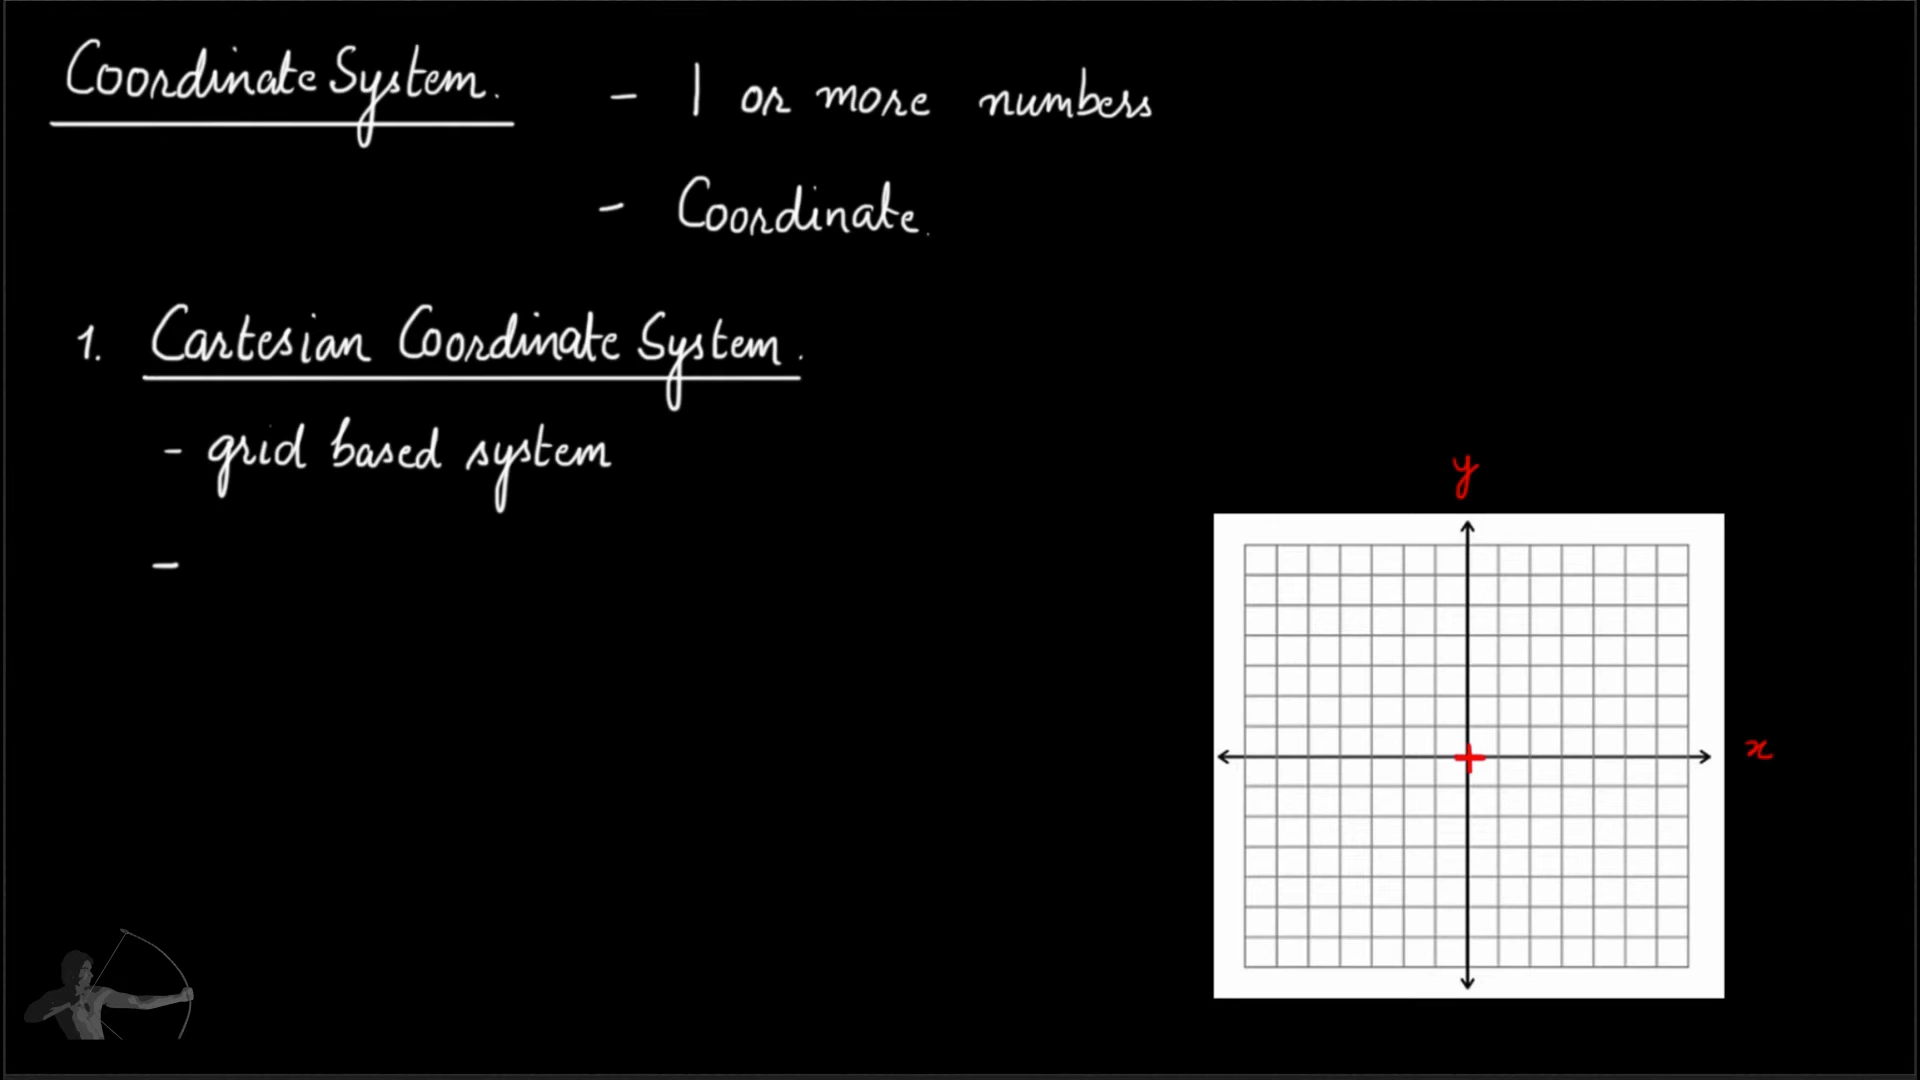 Coordinate System. - 1 or more numbers
- Coordinate.
1. Cartesian Coordinate System.
- grid based system
-
y
x